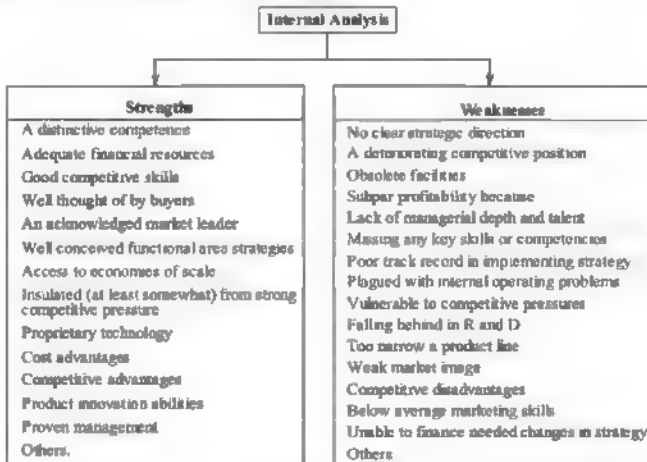 Internal Analysis
Strengths
A distinctive competence
Adequate financial resources
Good competitive skills
Well thought of by buyers
An acknowledged market leader
Well conceived functional area strategies
Access to economies of scale
Insulated (at least somewhat) from strong
competitive pressure
Proprietary technology
Cost advantages
Competitive advantages
Product innovation abilities
Proven management
Others.
Weaknesses
No clear strategic direction
A deteriorating competitive position
Obsolete facilities
Subpar profitability because
Lack of managerial depth and talent
Missing any key skills or competencies
Poor track record in implementing strategy
Plagued with internal operating problems
Vulnerable to competitive pressures
Falling behind in R and D
Too narrow a product line
Weak market image
Competitive disadvantages
Below average marketing skills
Unable to finance needed changes in strategy
Others